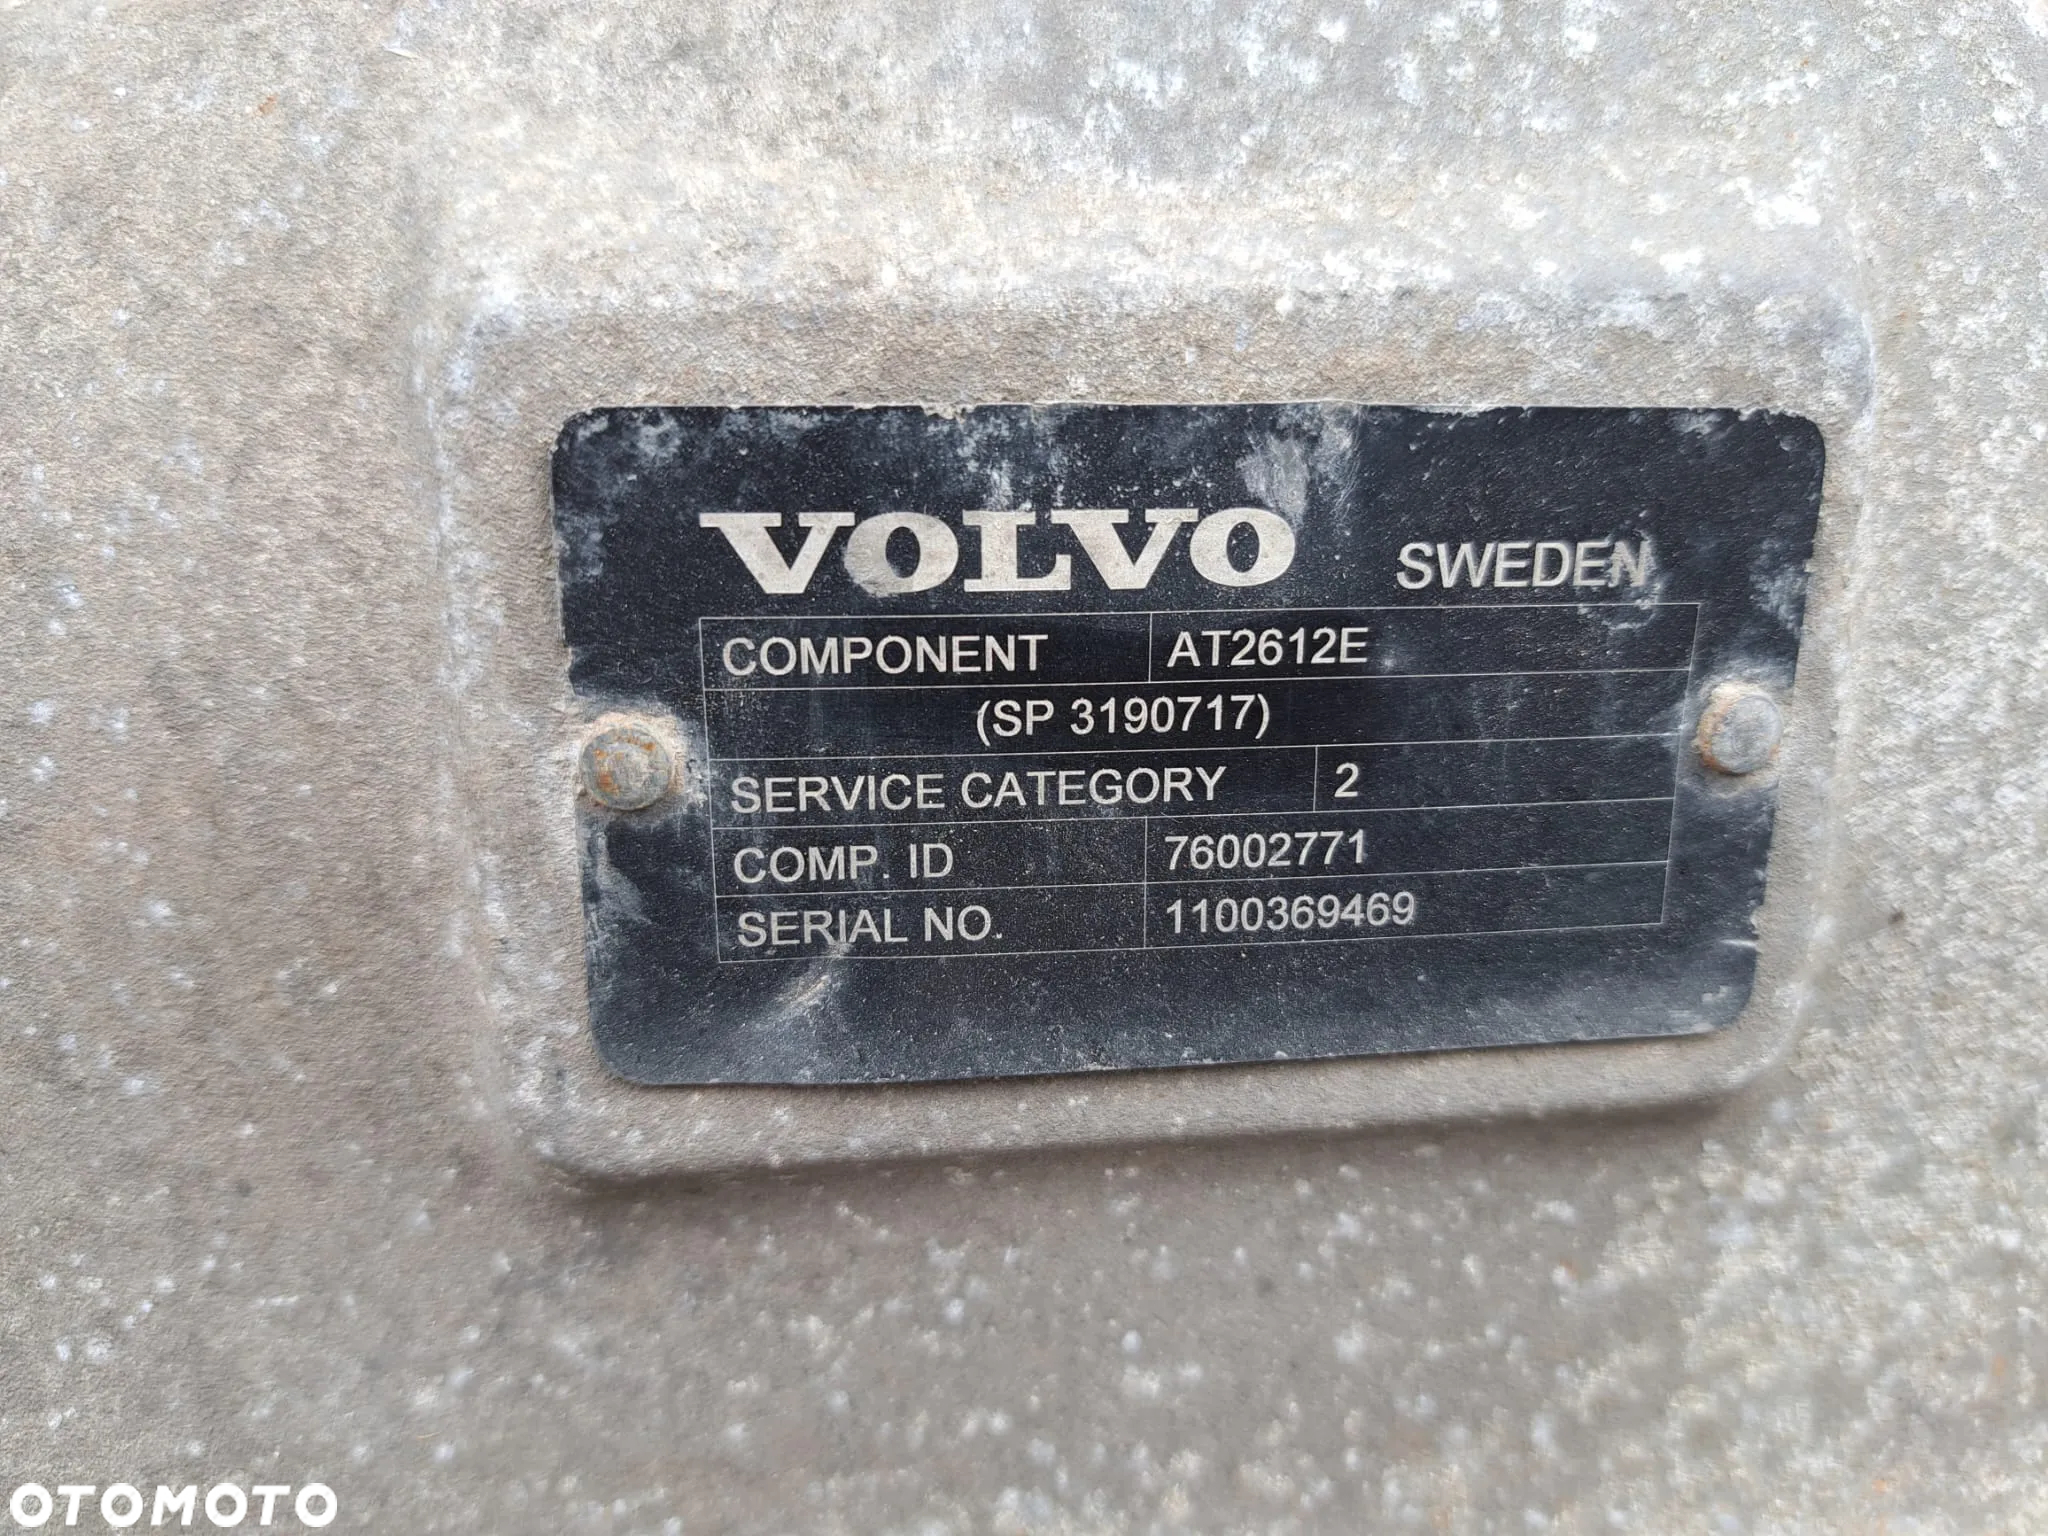 VOLVO SWEDEN
COMPONENT AT2612E
(SP 3190717)
SERVICE CATEGORY 2
COMP. ID 76002771
SERIAL NO. 1100369469
OTOMOTO